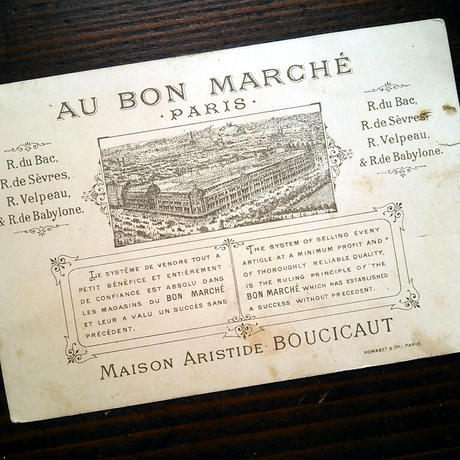 AU BON MARCHÉ
· PARIS ·
R. du Bac,
R. de Sèvres,
R. Velpeau,
& R. de Babylone.
R. du Bac,
R. de Sèvres,
R. Velpeau,
& R. de Babylone.
LE SYSTÈME DE VENDRE TOUT A
PETIT BÉNÉFICE ET ENTIÈREMENT
DE CONFIANCE EST ABSOLU DANS
LES MAGASINS DU BON MARCHÉ
ET LEUR A VALU UN SUCCÈS SANS
PRÉCÉDENT.
THE SYSTEM OF SELLING EVERY
ARTICLE AT A MINIMUM PROFIT AND
OF THOROUGHLY RELIABLE QUALITY,
IS THE RULING PRINCIPLE OF THE
BON MARCHÉ WHICH HAS ESTABLISHED
A SUCCESS WITHOUT PRECEDENT.
MAISON ARISTIDE BOUCICAUT
PARIS